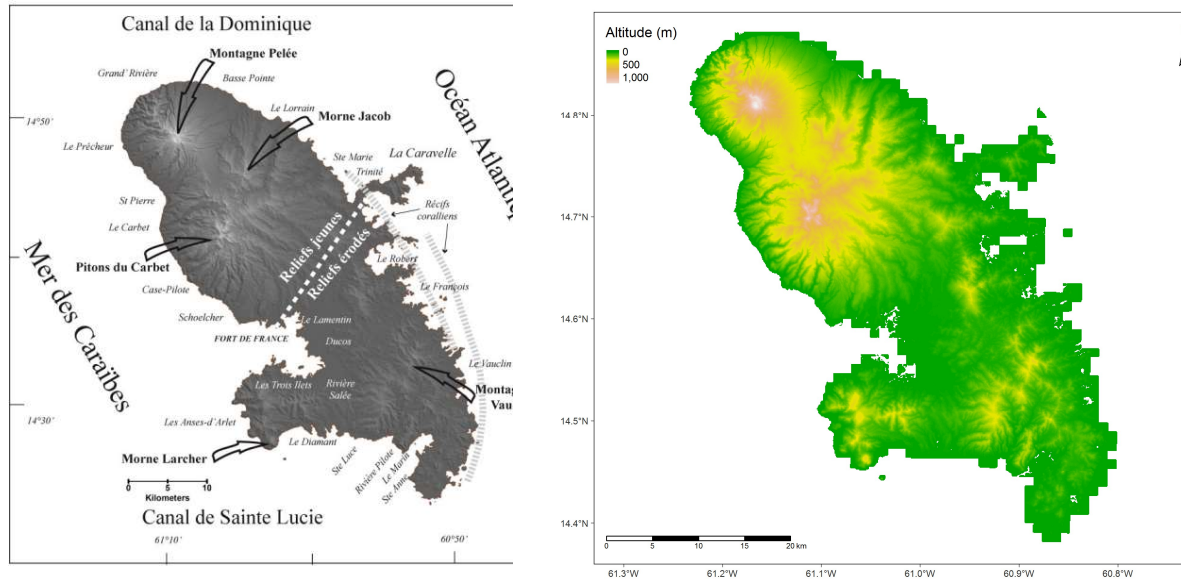 Canal de la Dominique
Montagne Pelée
Grand' Rivière
Basse Pointe
Océan Atlantiq
Le Lorrain
14°50'
Morne Jacob
Le Prêcheur
Ste Marie
La Caravelle
Trinité
St Pierre
Récifs
coralliens
Le Carbet
Reliefs jeunes
Reliefs érodés
Mer des Caraïbes
Pitons du Carbet
Le Robert
Case-Pilote
Le François
Schoelcher
Le Lamentin
FORT DE FRANCE
Ducos
Le Vauclin
Les Trois Ilets
Rivière
Salée
Montag
Vau
14°30'
Les Anses-d'Arlet
Le Diamant
Morne Larcher
Ste Luce
Rivière Pilote
Le Marin
Ste Anne
0 5 10
Kilometers
Canal de Sainte Lucie
61°10'
60°50'
Altitude (m)
0
500
1,000
14.8°N
14.7°N
14.6°N
14.5°N
14.4°N
0 5 10 15 20 km
61.3°W 61.2°W 61.1°W 61.0°W 60.9°W 60.8°W